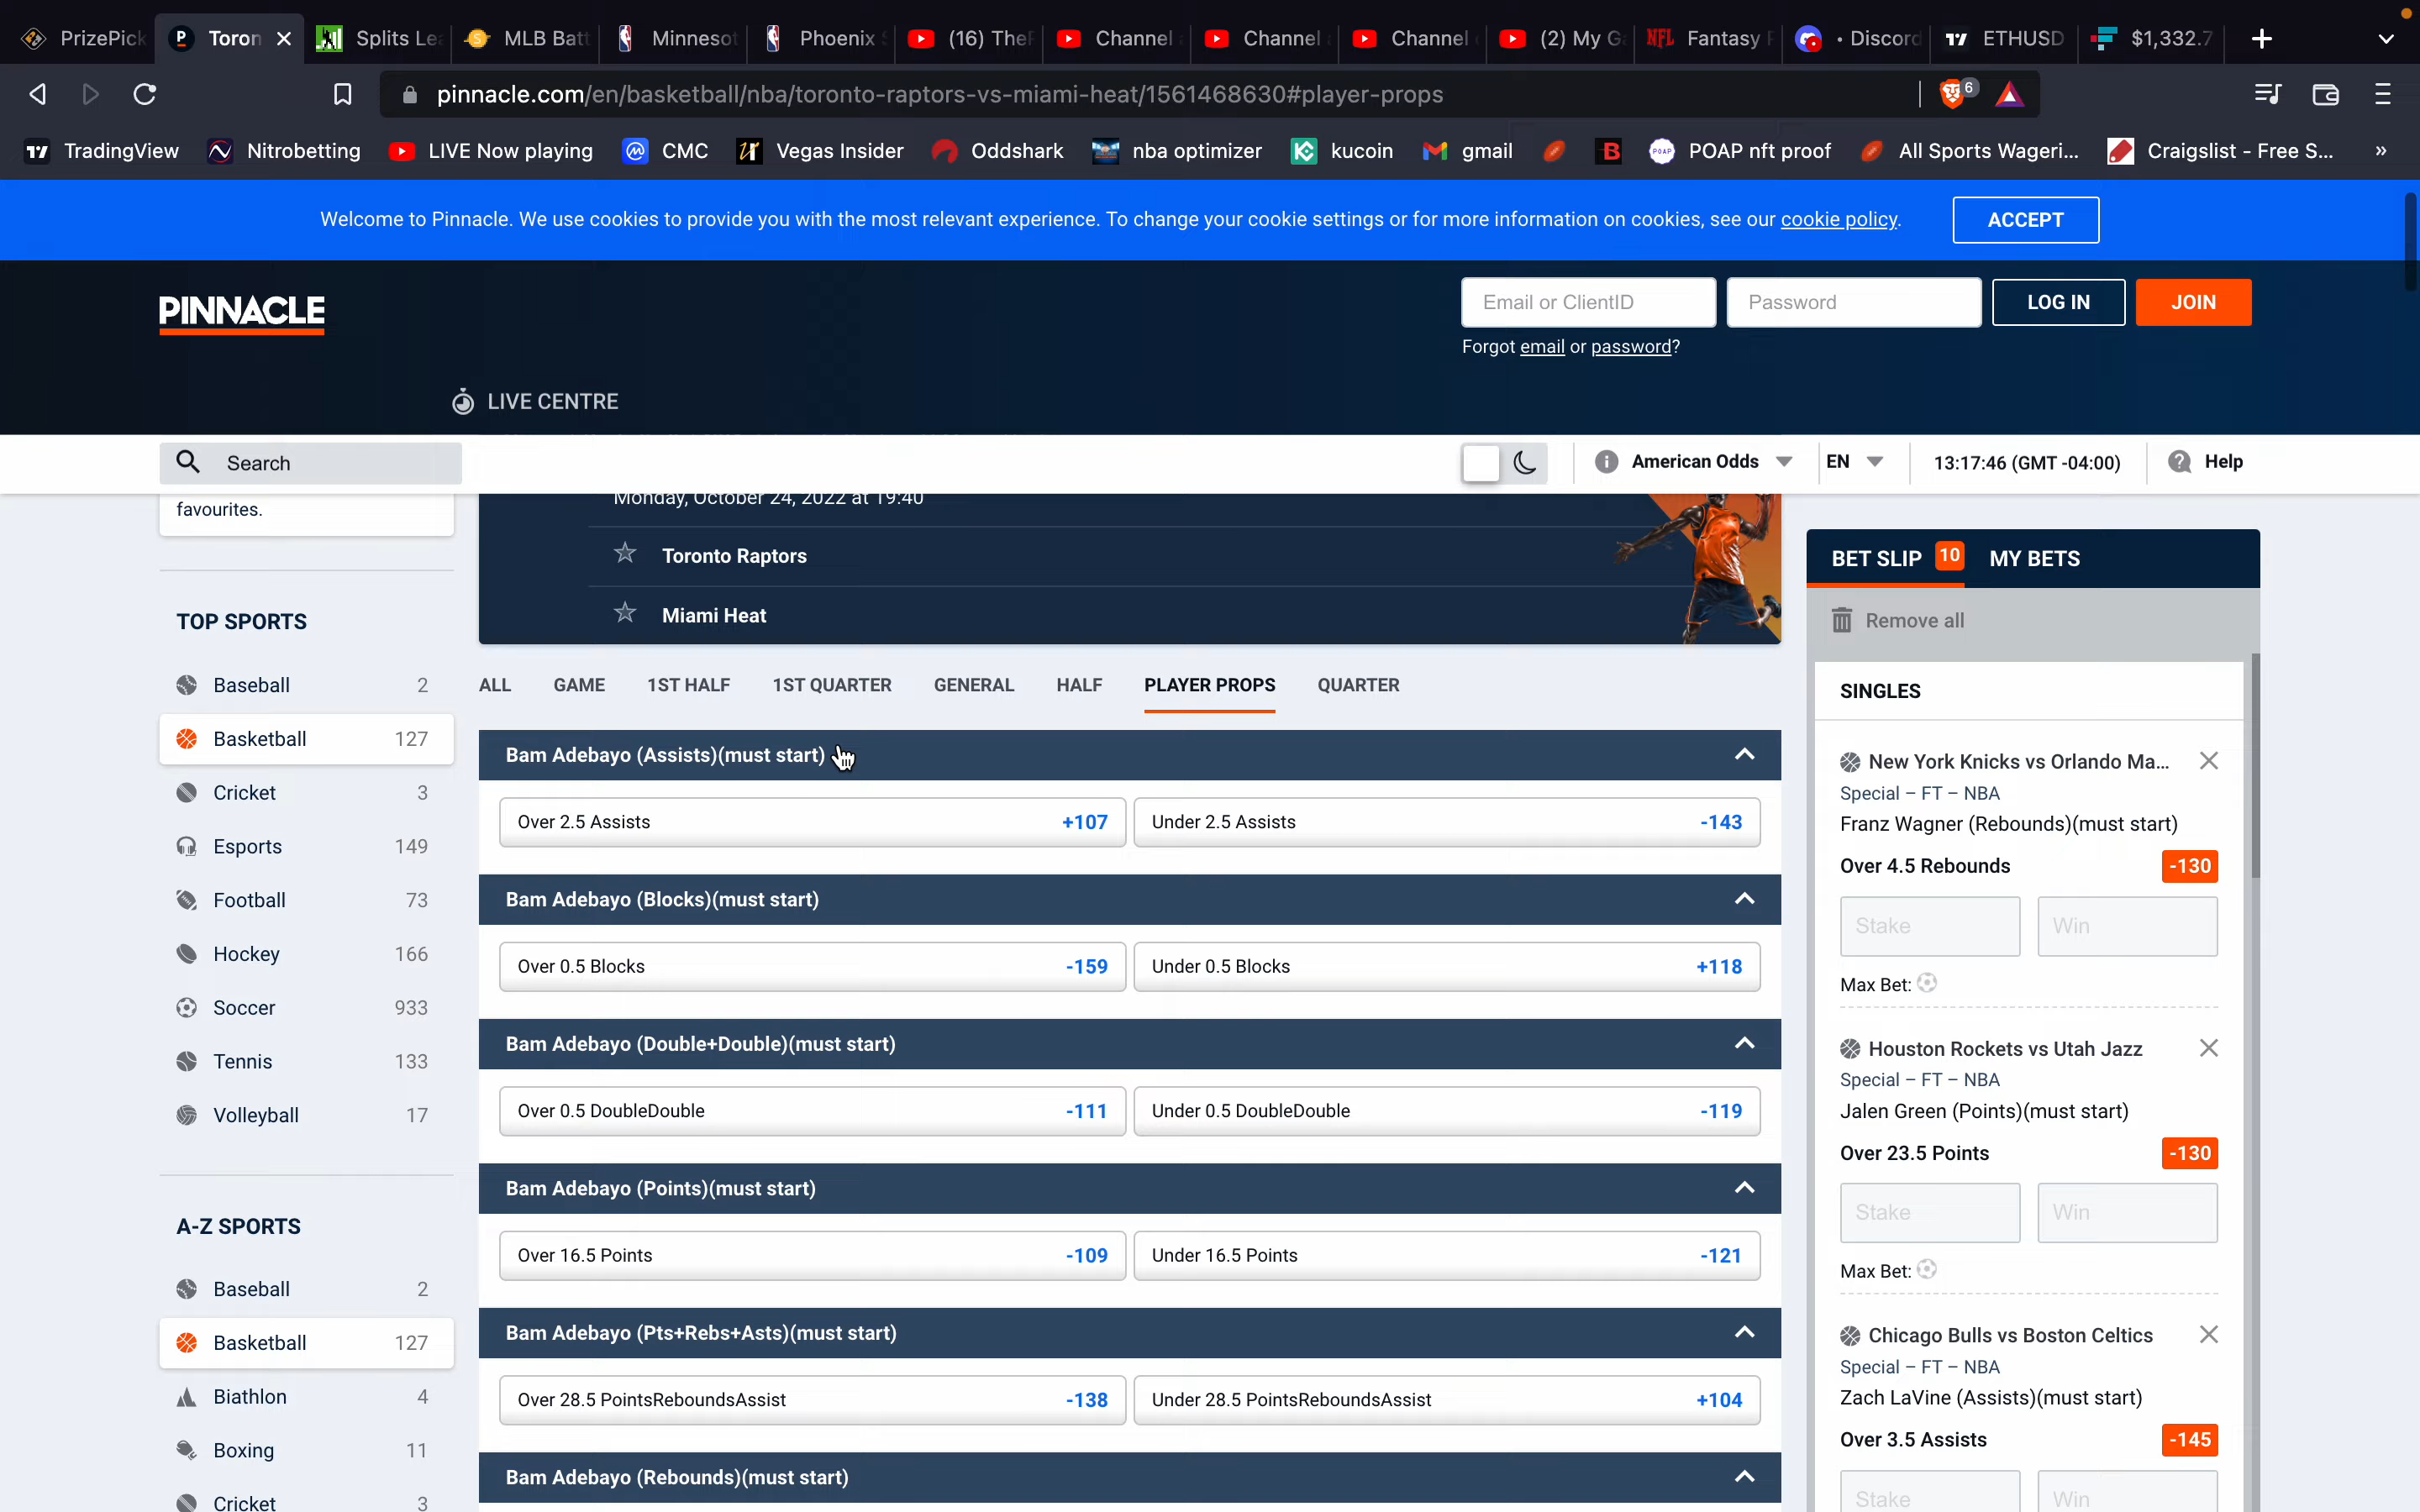 PrizePick
Toron
Splits Lea
MLB Batt
Minnesot
Phoenix S
(16) TheF
Channel
Channel
Channel
(2) My G
NFL Fantasy F
• Discord
ETHUSD
$1,332.7
pinnacle.com/en/basketball/nba/toronto-raptors-vs-miami-heat/1561468630#player-props
6
TradingView
Nitrobetting
LIVE Now playing
CMC
Vegas Insider
Oddshark
nba optimizer
kucoin
gmail
B
POAP nft proof
All Sports Wageri...
Craigslist - Free S...
»
Welcome to Pinnacle. We use cookies to provide you with the most relevant experience. To change your cookie settings or for more information on cookies, see our cookie policy.
ACCEPT
PINNACLE
Email or ClientID
Password
LOG IN
JOIN
Forgot email or password?
LIVE CENTRE
Search
American Odds
EN
13:17:46 (GMT -04:00)
Help
favourites.
TOP SPORTS
Baseball 2
Basketball 127
Cricket 3
Esports 149
Football 73
Hockey 166
Soccer 933
Tennis 133
Volleyball 17
A-Z SPORTS
Baseball 2
Basketball 127
Biathlon 4
Boxing 11
Cricket 3
Monday, October 24, 2022 at 19:40
Toronto Raptors
Miami Heat
ALL GAME 1ST HALF 1ST QUARTER GENERAL HALF PLAYER PROPS QUARTER
Bam Adebayo (Assists)(must start)
Over 2.5 Assists +107 Under 2.5 Assists -143
Bam Adebayo (Blocks)(must start)
Over 0.5 Blocks -159 Under 0.5 Blocks +118
Bam Adebayo (Double+Double)(must start)
Over 0.5 DoubleDouble -111 Under 0.5 DoubleDouble -119
Bam Adebayo (Points)(must start)
Over 16.5 Points -109 Under 16.5 Points -121
Bam Adebayo (Pts+Rebs+Asts)(must start)
Over 28.5 PointsReboundsAssist -138 Under 28.5 PointsReboundsAssist +104
Bam Adebayo (Rebounds)(must start)
BET SLIP 10 MY BETS
Remove all
SINGLES
New York Knicks vs Orlando Ma...
Special – FT – NBA
Franz Wagner (Rebounds)(must start)
Over 4.5 Rebounds -130
Stake Win
Max Bet:
Houston Rockets vs Utah Jazz
Special – FT – NBA
Jalen Green (Points)(must start)
Over 23.5 Points -130
Stake Win
Max Bet:
Chicago Bulls vs Boston Celtics
Special – FT – NBA
Zach LaVine (Assists)(must start)
Over 3.5 Assists -145
Stake Win